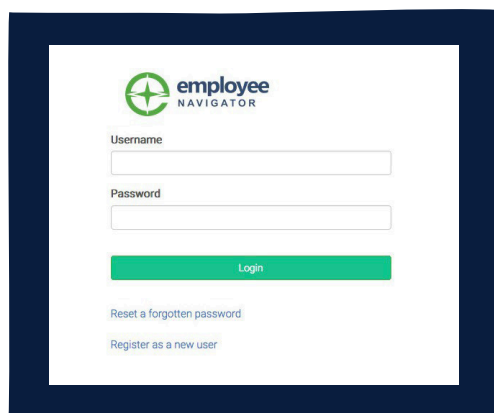 employee
NAVIGATOR
Username
Password
Login
Reset a forgotten password
Register as a new user